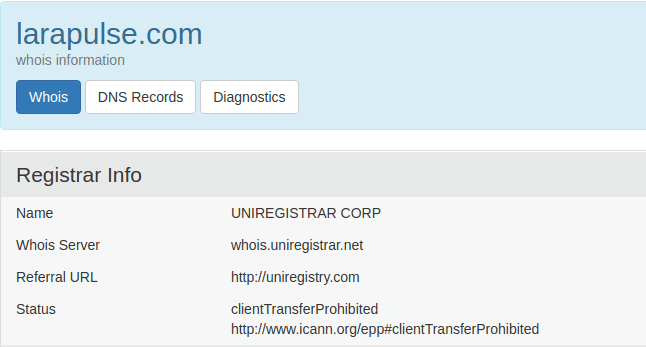 larapulse.com
whois information
Whois DNS Records Diagnostics
Registrar Info
Name UNIREGISTRAR CORP
Whois Server whois.uniregistrar.net
Referral URL http://uniregistry.com
Status clientTransferProhibited
http://www.icann.org/epp#clientTransferProhibited